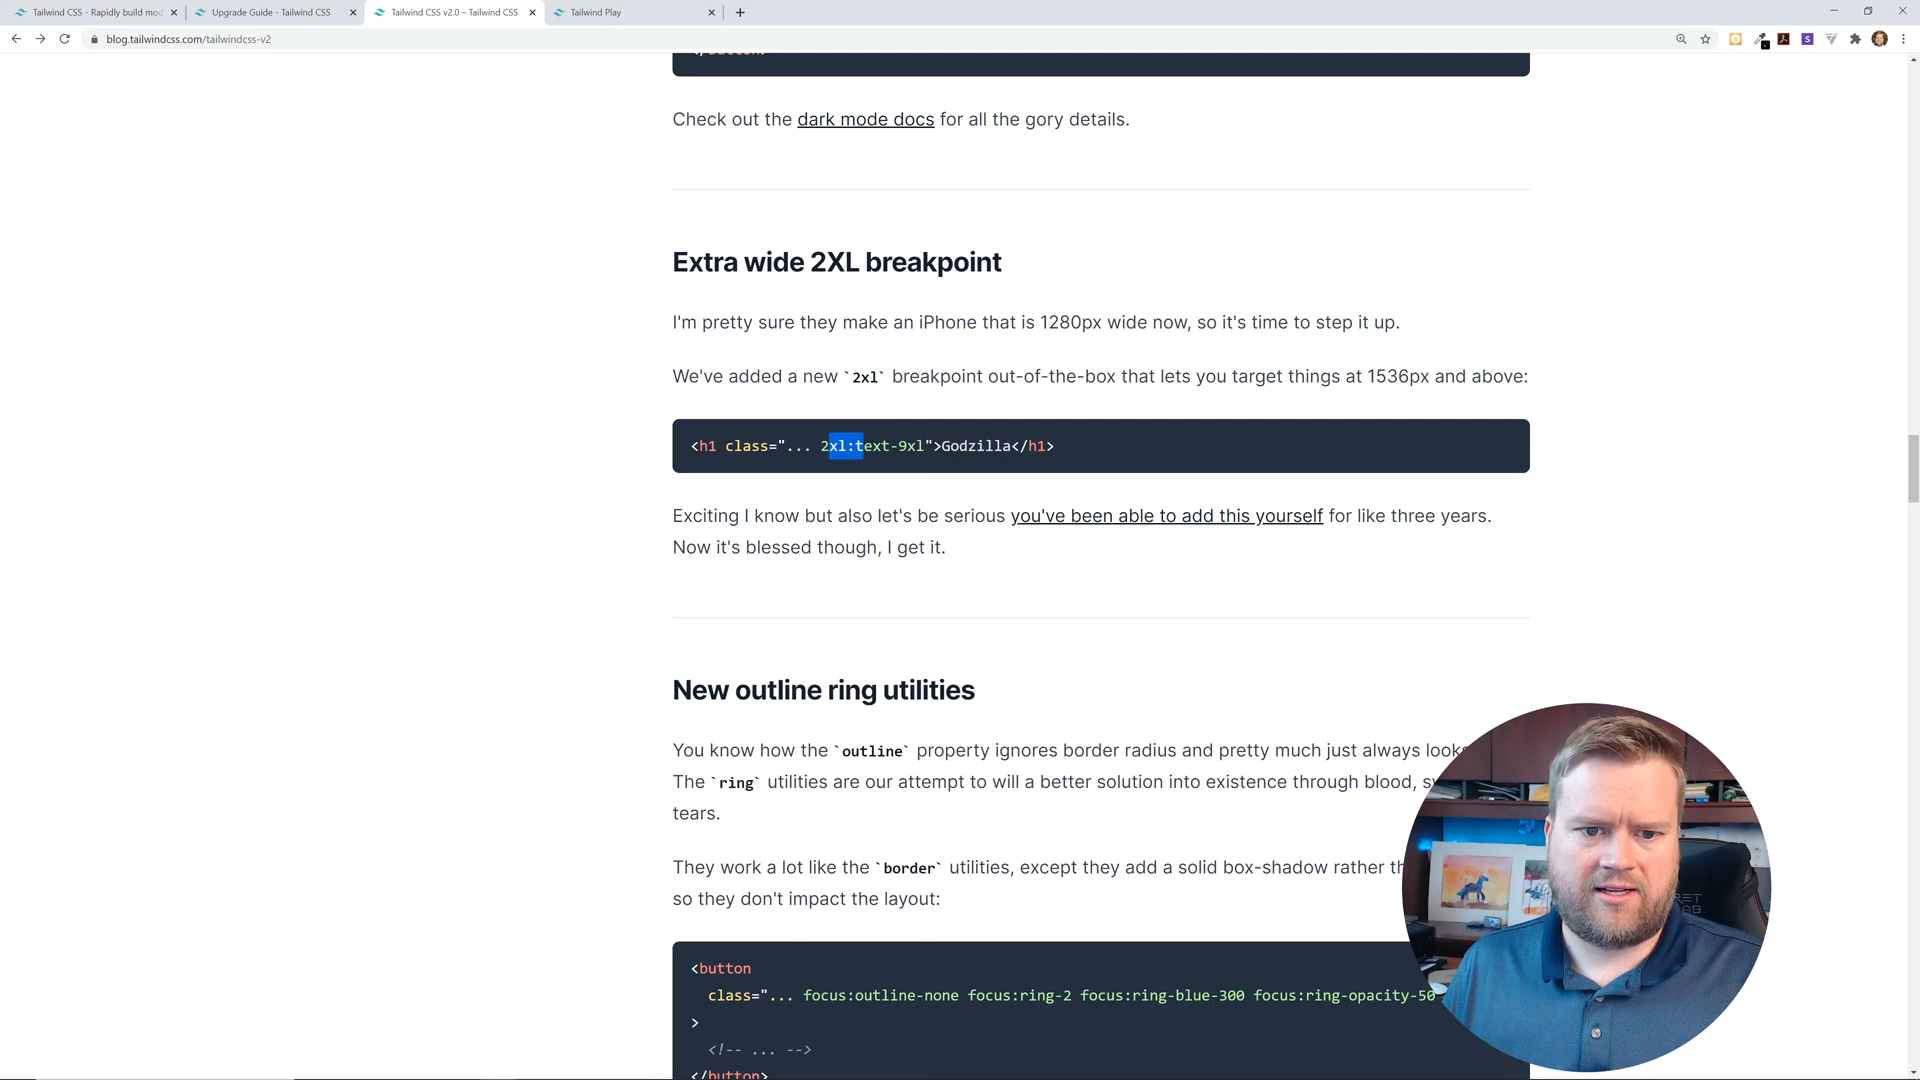 Tailwind CSS - Rapidly build mod
Upgrade Guide - Tailwind CSS
Tailwind CSS v2.0 – Tailwind CSS
Tailwind Play
blog.tailwindcss.com/tailwindcss-v2
Check out the dark mode docs for all the gory details.
Extra wide 2XL breakpoint
I'm pretty sure they make an iPhone that is 1280px wide now, so it's time to step it up.
We've added a new `2xl` breakpoint out-of-the-box that lets you target things at 1536px and above:
<h1 class="... 2xl:text-9xl">Godzilla</h1>
Exciting I know but also let's be serious you've been able to add this yourself for like three years.
Now it's blessed though, I get it.
New outline ring utilities
You know how the `outline` property ignores border radius and pretty much just always looks
The `ring` utilities are our attempt to will a better solution into existence through blood,
tears.
They work a lot like the `border` utilities, except they add a solid box-shadow rather
so they don't impact the layout:
<button
class="... focus:outline-none focus:ring-2 focus:ring-blue-300 focus:ring-opacity-50
>
<!-- ... -->
</button>